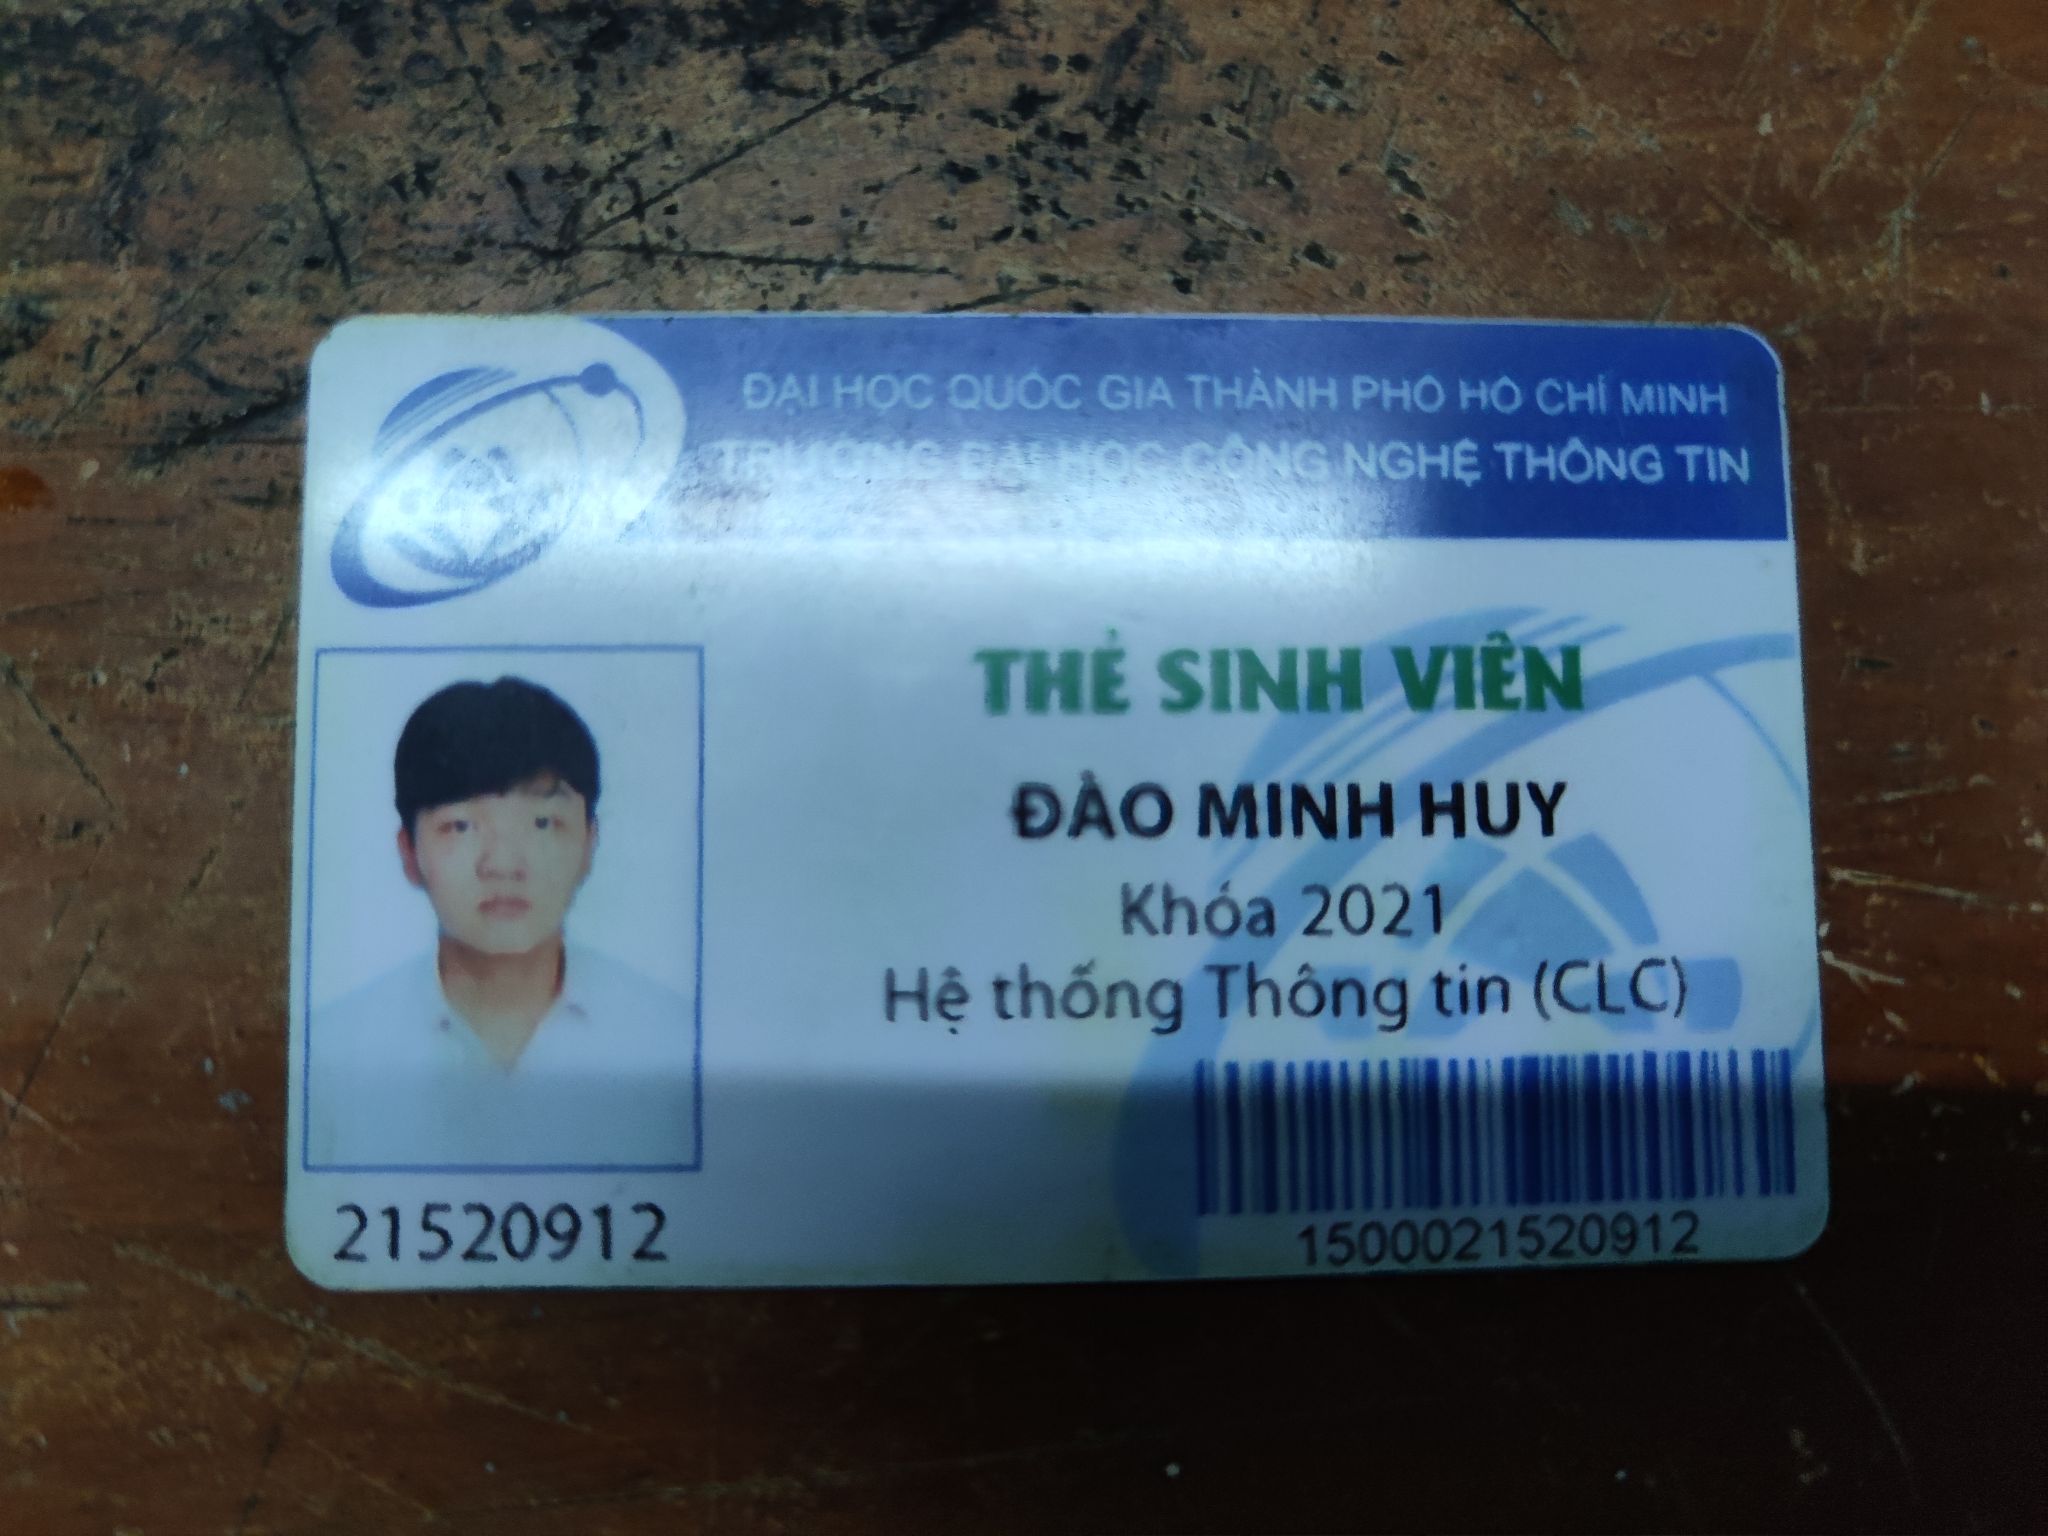 ĐẠI HỌC QUỐC GIA THÀNH PHỐ HỒ CHÍ MINH
TRƯỜNG ĐẠI HỌC CÔNG NGHỆ THÔNG TIN
THẺ SINH VIÊN
ĐÀO MINH HUY
Khóa 2021
Hệ thống Thông tin (CLC)
21520912
1500021520912